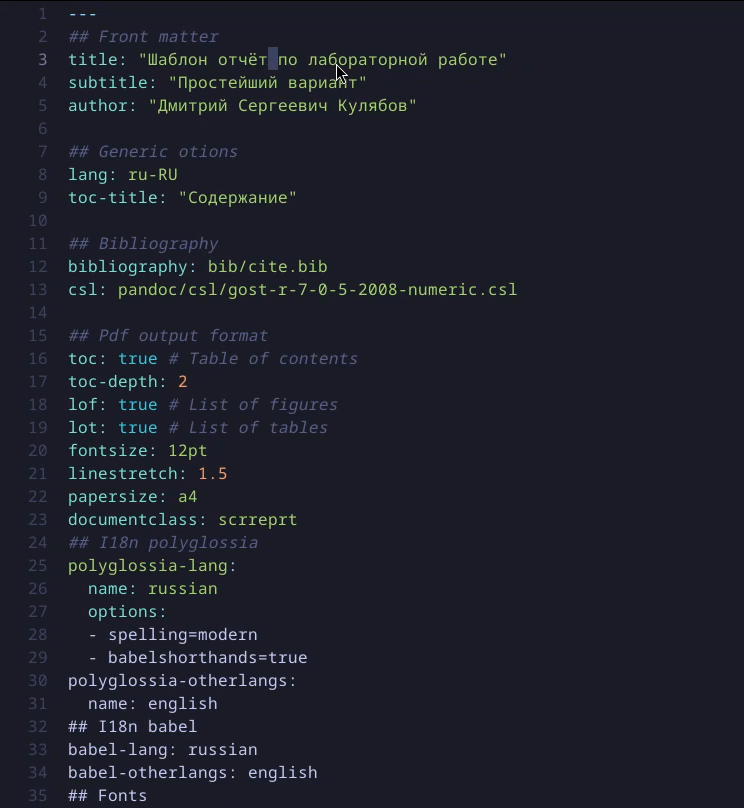 1 ---
2 ## Front matter
3 title: "Шаблон отчёт по лабораторной работе"
4 subtitle: "Простейший вариант"
5 author: "Дмитрий Сергеевич Кулябов"
6
7 ## Generic otions
8 lang: ru-RU
9 toc-title: "Содержание"
10
11 ## Bibliography
12 bibliography: bib/cite.bib
13 csl: pandoc/csl/gost-r-7-0-5-2008-numeric.csl
14
15 ## Pdf output format
16 toc: true # Table of contents
17 toc-depth: 2
18 lof: true # List of figures
19 lot: true # List of tables
20 fontsize: 12pt
21 linestretch: 1.5
22 papersize: a4
23 documentclass: scrreprt
24 ## I18n polyglossia
25 polyglossia-lang:
26   name: russian
27   options:
28   - spelling=modern
29   - babelshorthands=true
30 polyglossia-otherlangs:
31   name: english
32 ## I18n babel
33 babel-lang: russian
34 babel-otherlangs: english
35 ## Fonts